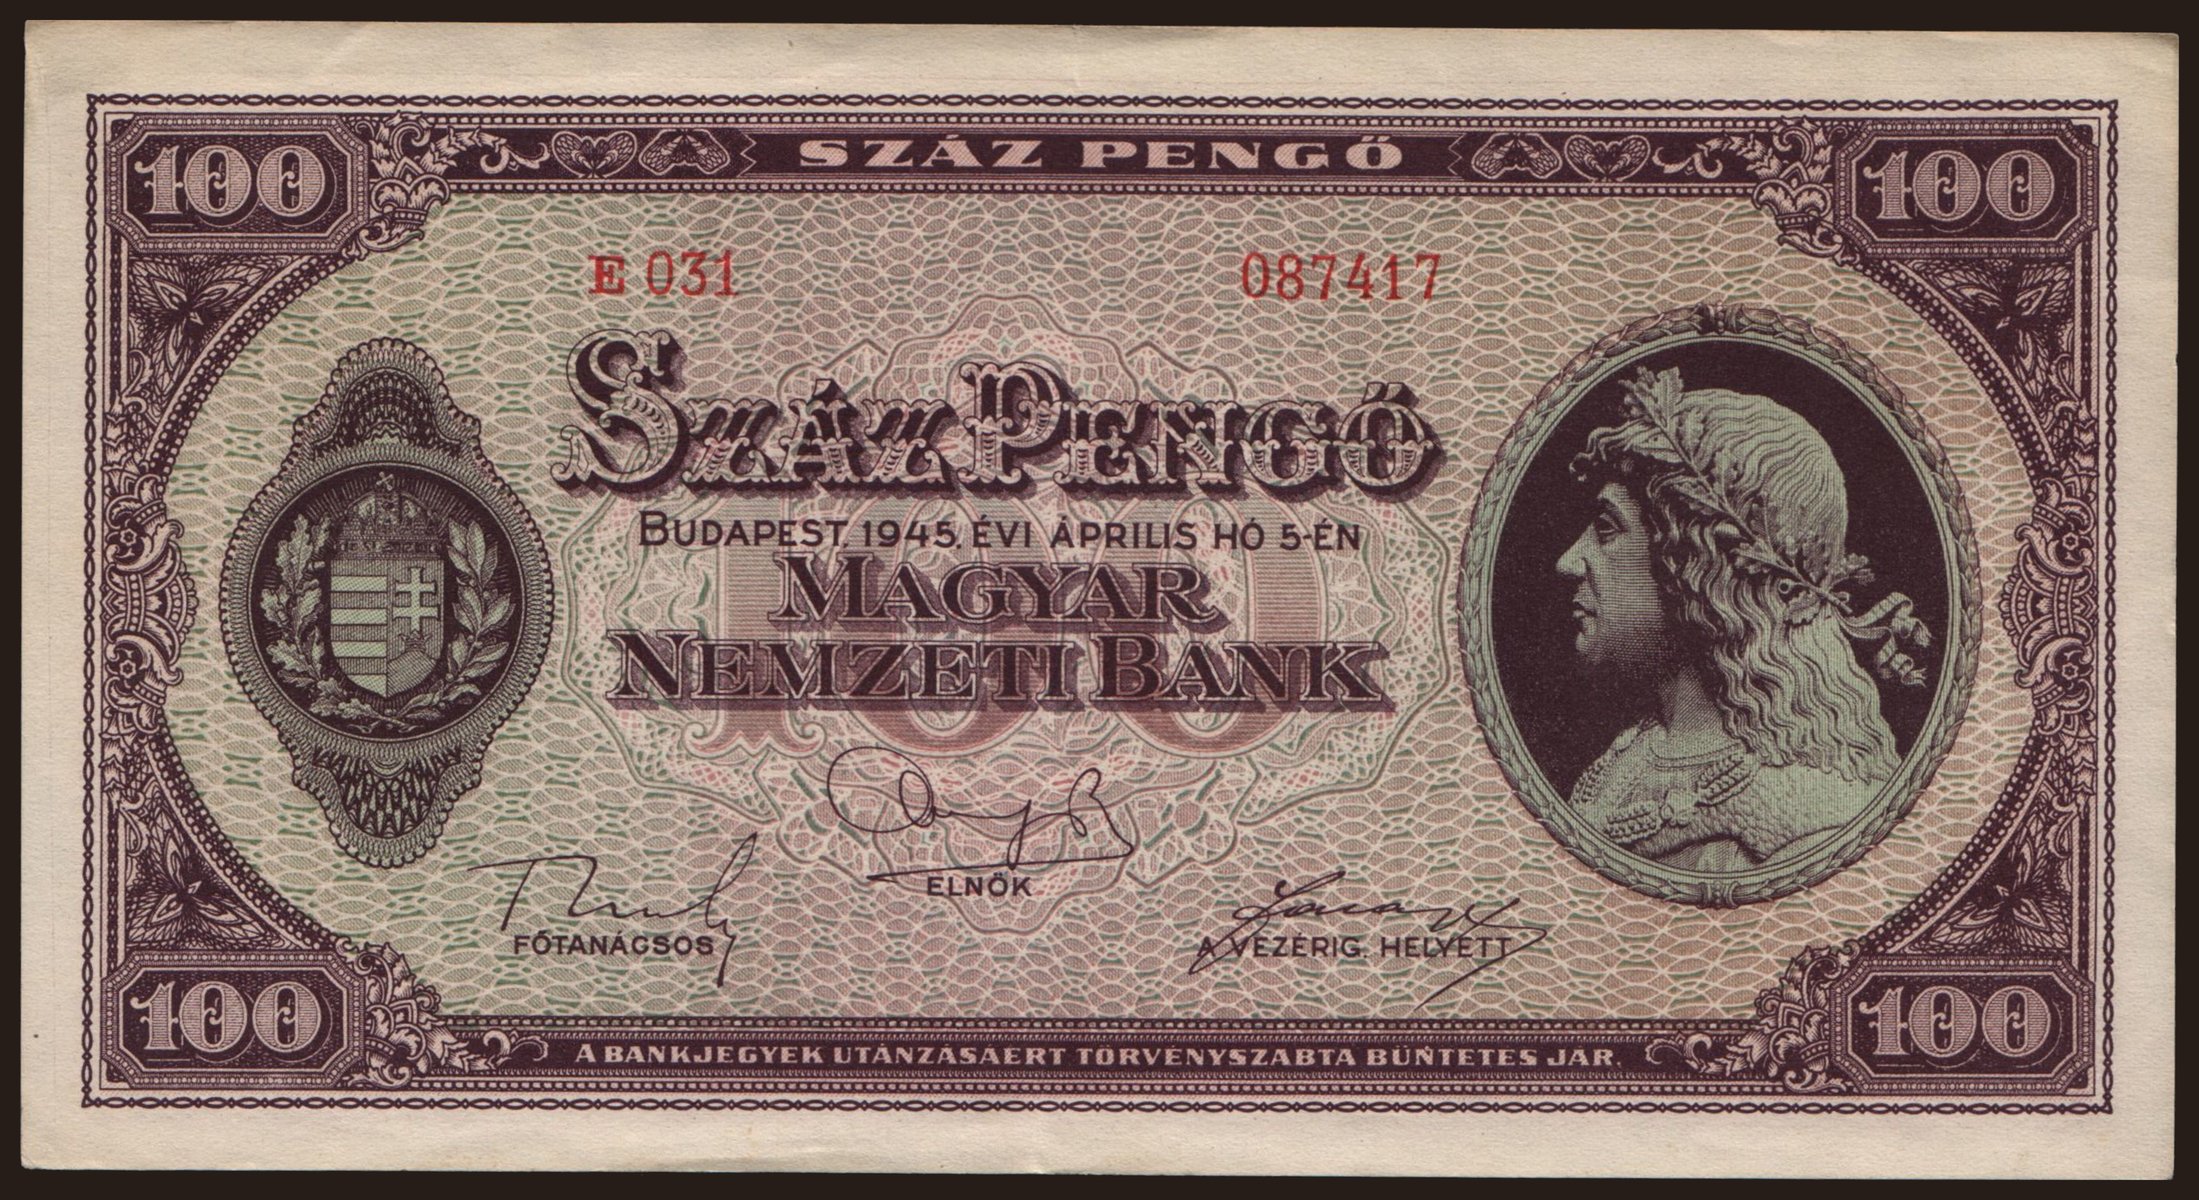 100 SZÁZ PENGŐ 100
E 031 087417
SZÁZ PENGŐ
BUDAPEST, 1945. ÉVI ÁPRILIS HÓ 5-ÉN
MAGYAR
NEMZETI BANK
100
ELNÖK
FŐTANÁCSOS A VEZÉRIG. HELYETT
100 A BANKJEGYEK UTÁNZÁSÁÉRT TÖRVÉNYSZABTA BÜNTETÉS JÁR. 100